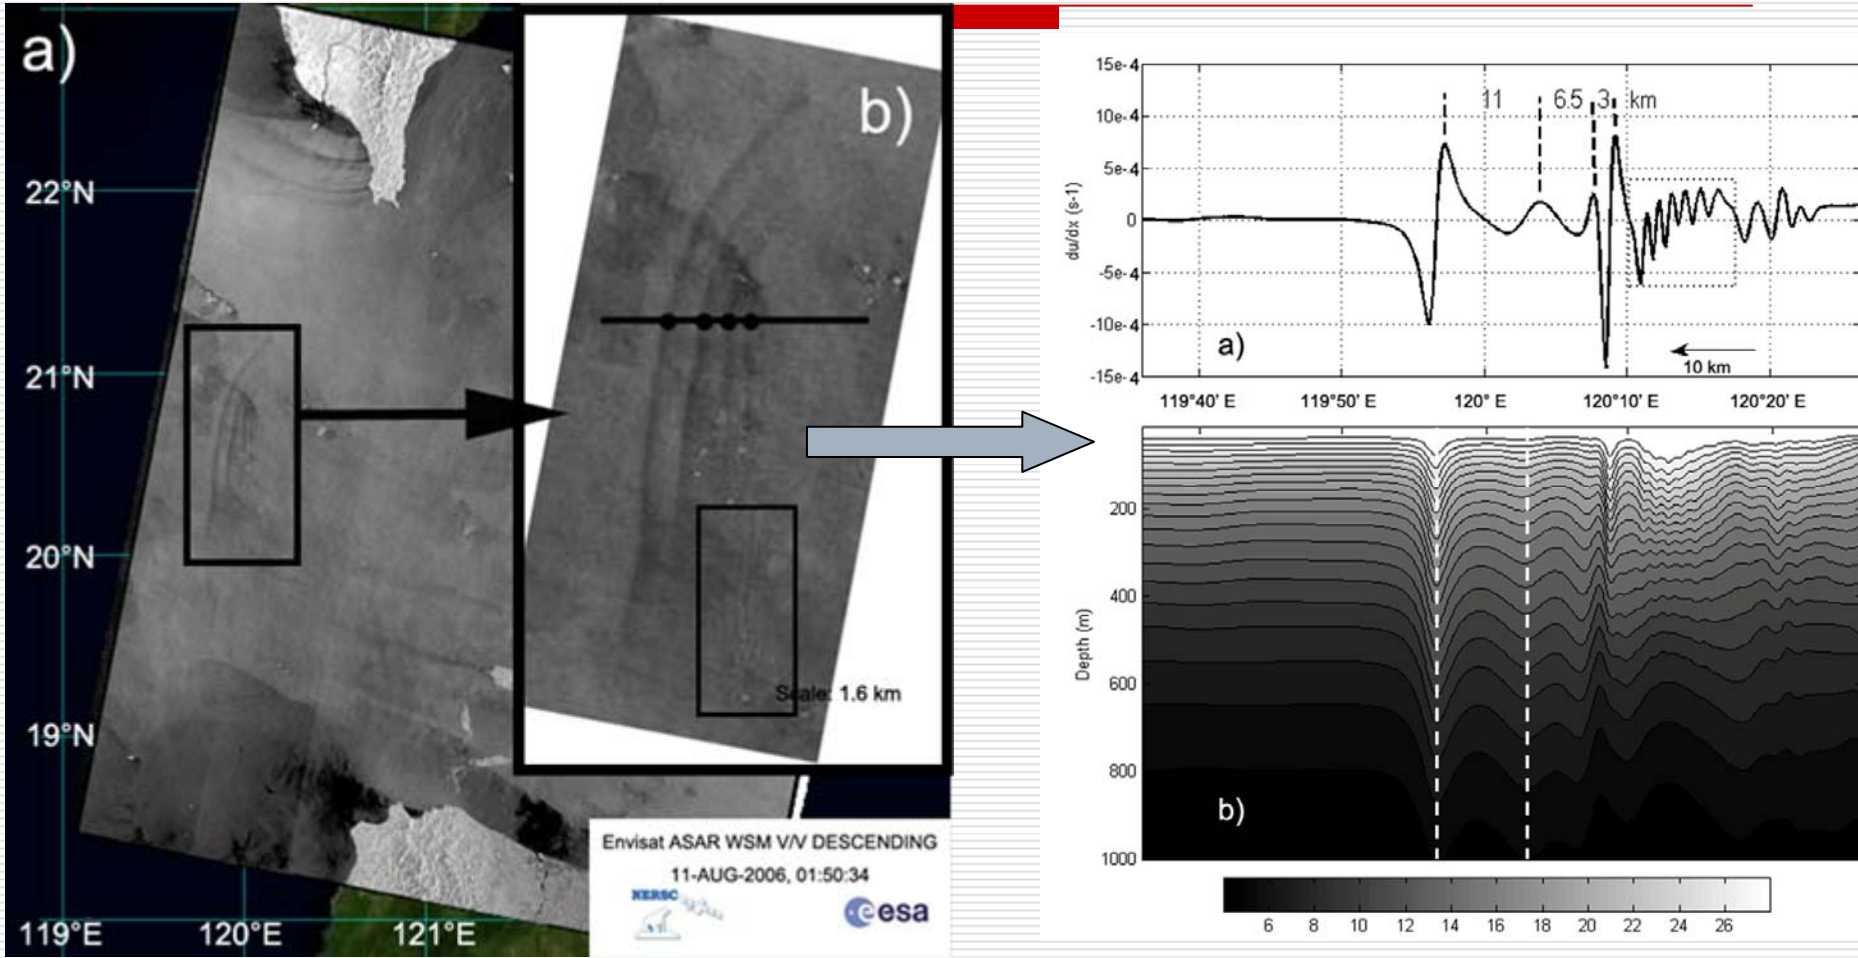 a)
b)
22°N
21°N
20°N
19°N
119°E
120°E
121°E
Scale: 1.6 km
Envisat ASAR WSM V/V DESCENDING
11-AUG-2006, 01:50:34
NERSC
esa
15e-4
10e-4
5e-4
0
-5e-4
-10e-4
-15e-4
du/dx (s-1)
11 6.5 3 km
a)
10 km
119°40' E 119°50' E 120° E 120°10' E 120°20' E
200
400
600
800
1000
Depth (m)
b)
6 8 10 12 14 16 18 20 22 24 26